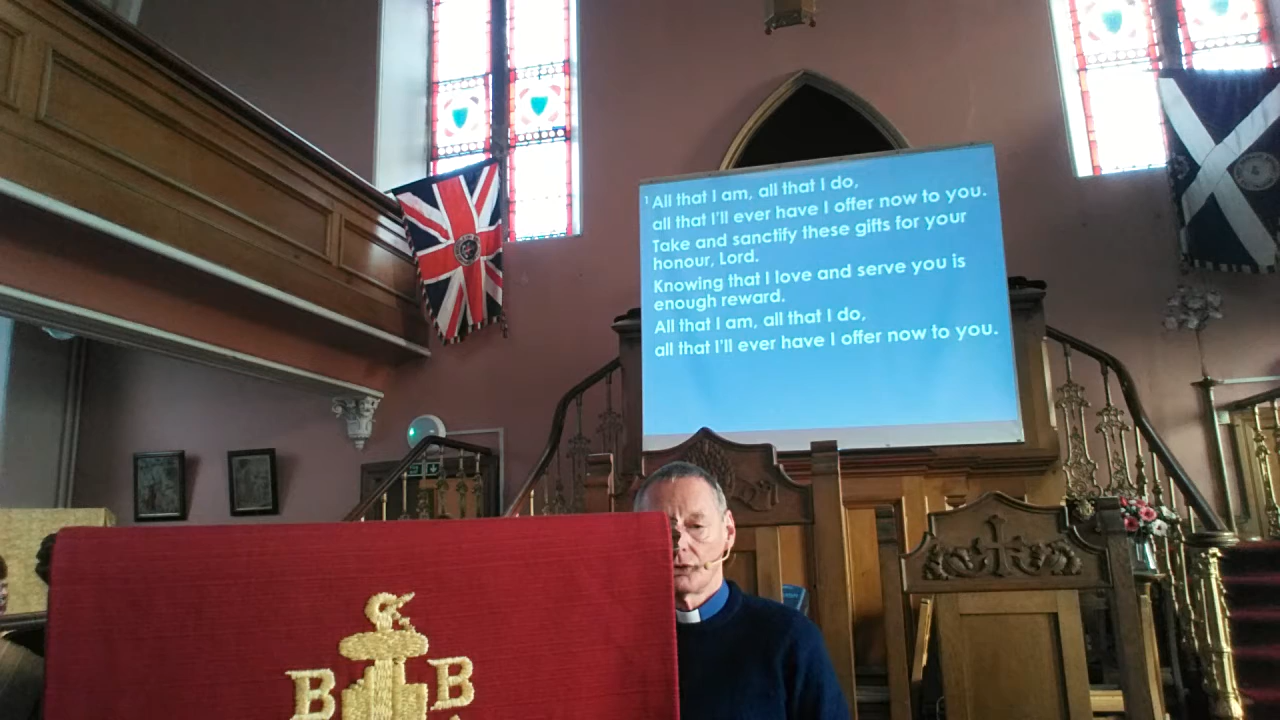 1 All that I am, all that I do,
all that I'll ever have I offer now to you.
Take and sanctify these gifts for your
honour, Lord.
Knowing that I love and serve you is
enough reward.
All that I am, all that I do,
all that I'll ever have I offer now to you.
B B